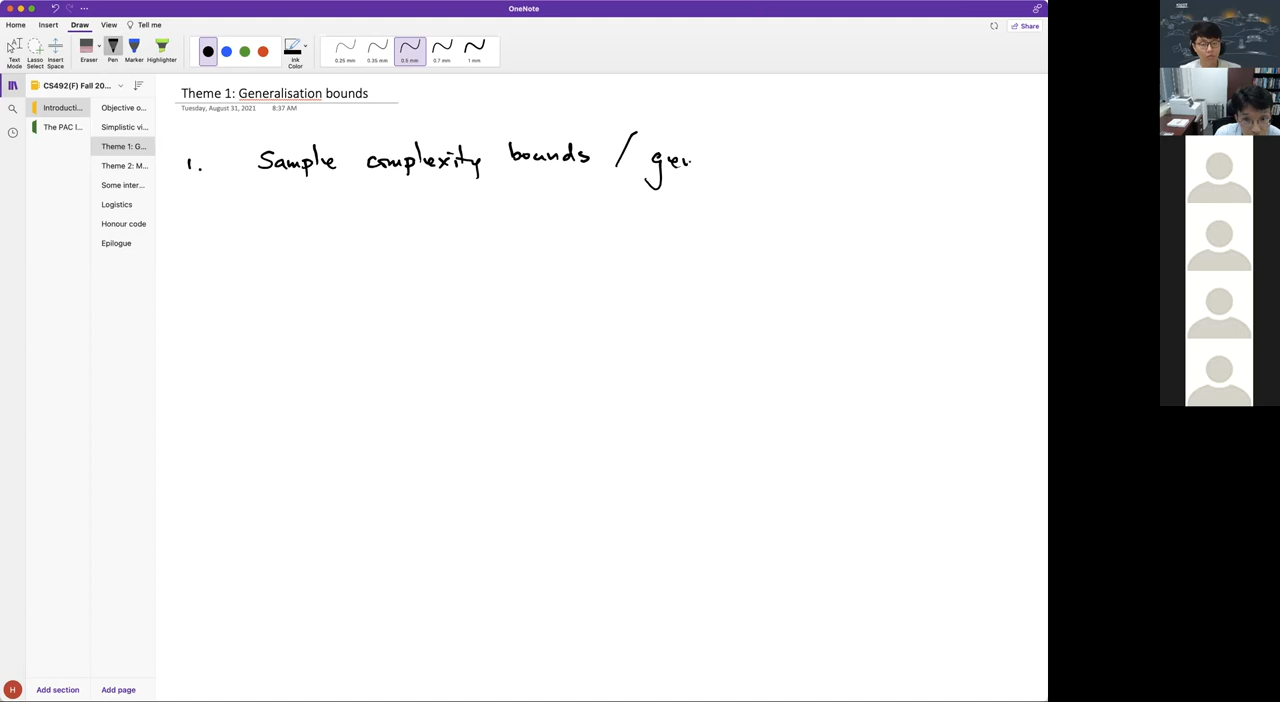 OneNote
Home Insert Draw View Tell me
Share
Text Mode
Lasso Select
Insert Space
Eraser
Pen
Marker
Highlighter
Ink Color
0.25 mm
0.35 mm
0.5 mm
0.7 mm
1 mm
CS492(F) Fall 20...
Introducti...
The PAC l...
Objective o...
Simplistic vi...
Theme 1: G...
Theme 2: M...
Some inter...
Logistics
Honour code
Epilogue
Theme 1: Generalisation bounds
Tuesday, August 31, 2021 8:37 AM
1. Sample complexity bounds / gen
H
Add section
Add page